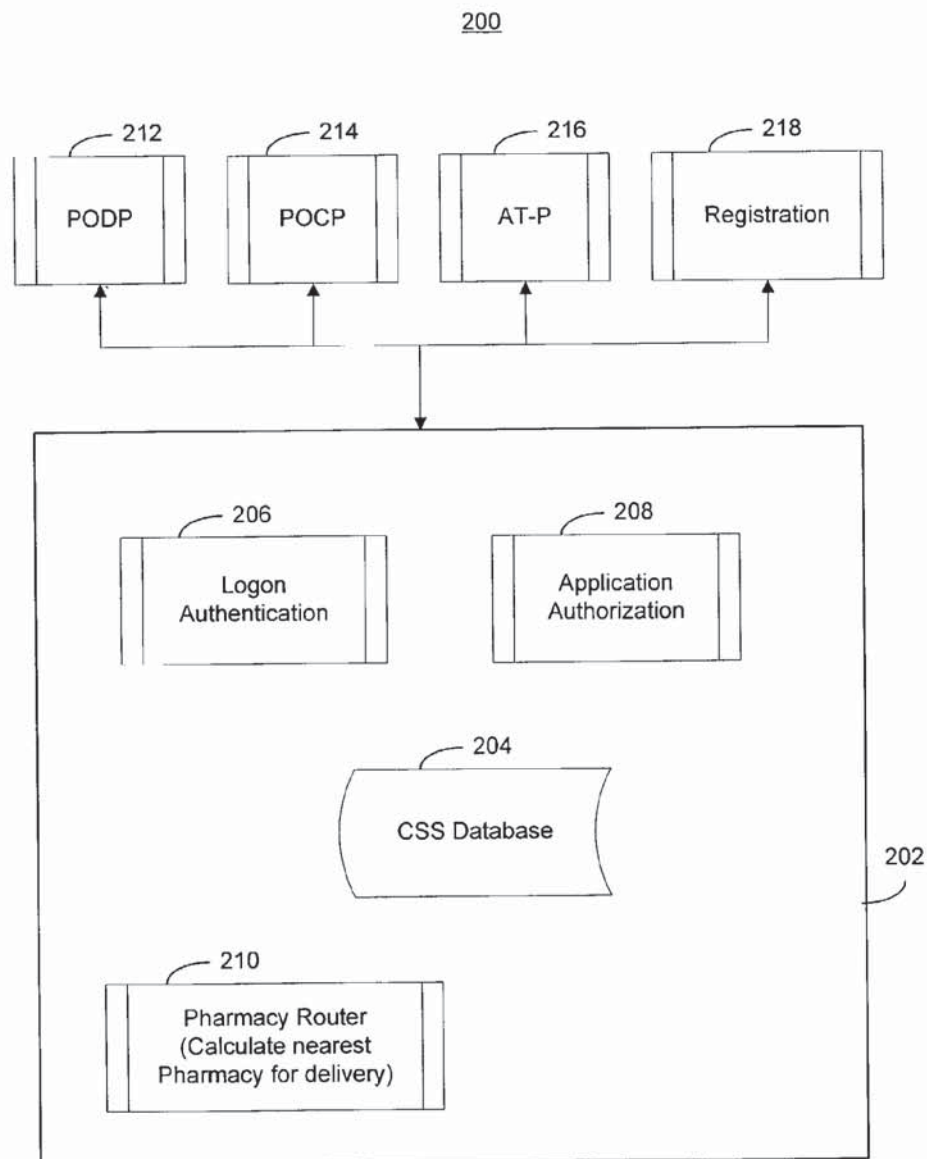 200
212
214
216
218
PODP
POCP
AT-P
Registration
206
208
Logon
Authentication
Application
Authorization
204
CSS Database
202
210
Pharmacy Router
(Calculate nearest
Pharmacy for delivery)